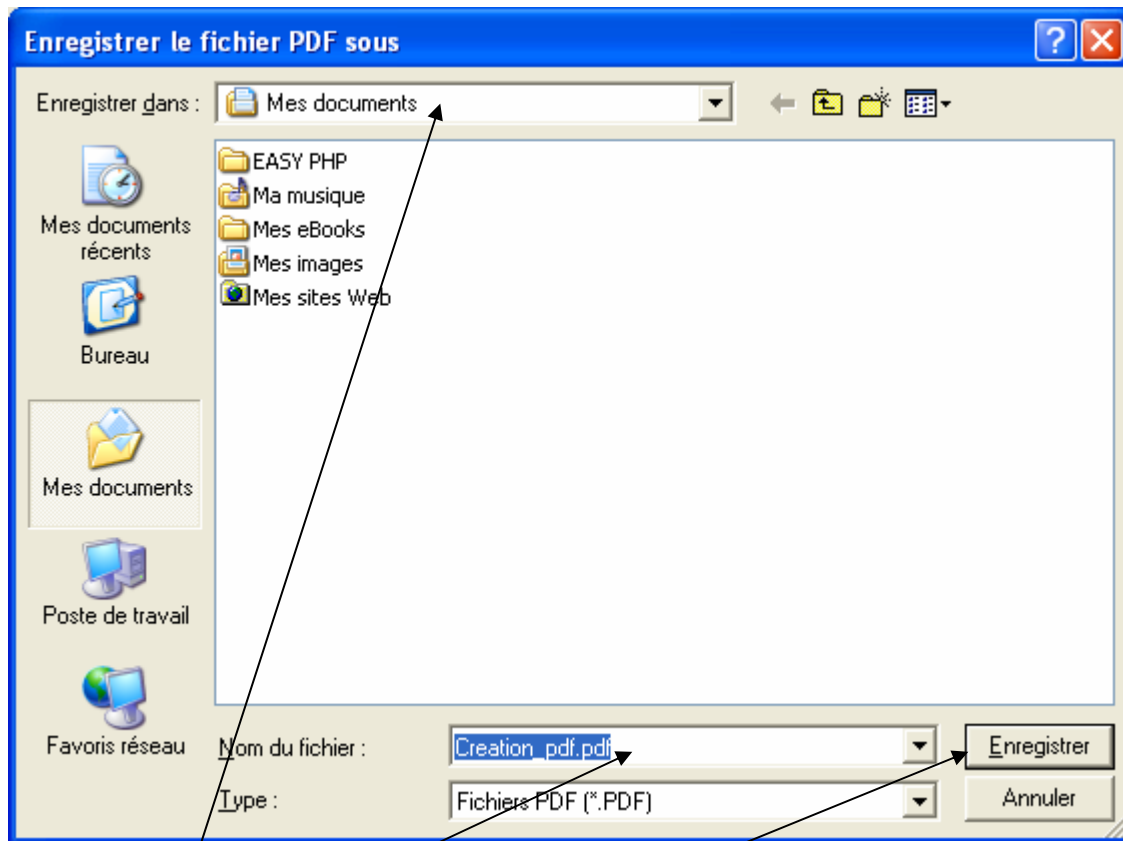 Enregistrer le fichier PDF sous
Enregistrer dans :
Mes documents
EASY PHP
Ma musique
Mes eBooks
Mes images
Mes sites Web
Mes documents
récents
Bureau
Mes documents
Poste de travail
Favoris réseau
Nom du fichier :
Creation_pdf.pdf
Enregistrer
Type :
Fichiers PDF (*.PDF)
Annuler